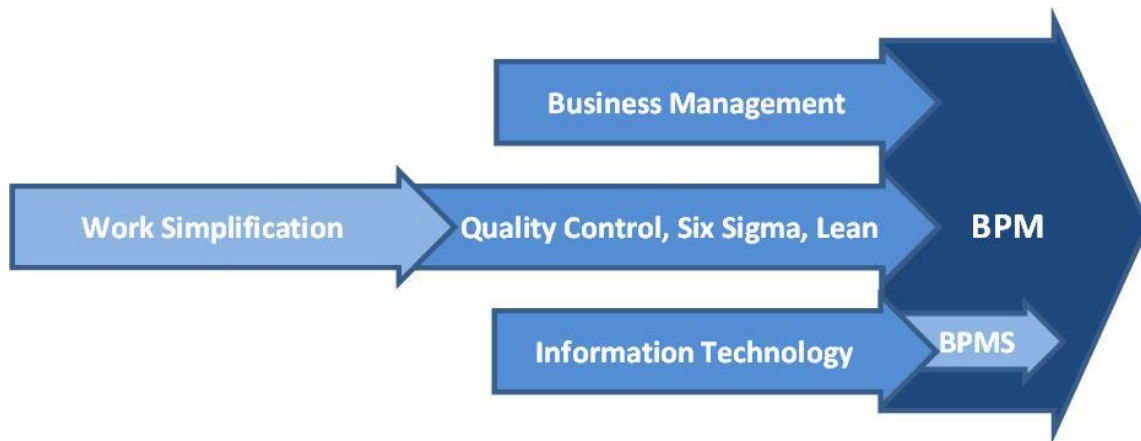 Business Management
Work Simplification
Quality Control, Six Sigma, Lean
BPM
Information Technology
BPMS